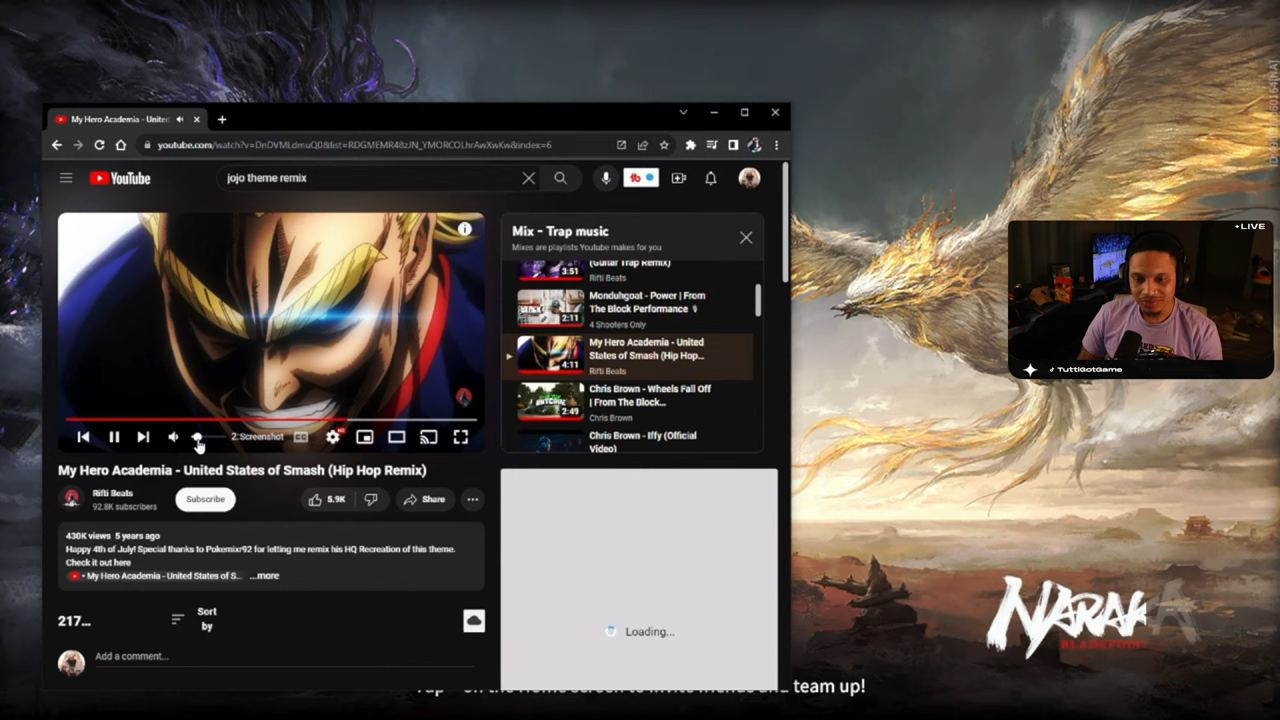 My Hero Academia - United
youtube.com/watch?v=DnDVMLdmuQ0&list=RDGMEMR48zJN_YMORCOLhrAwXwKw&index=6
YouTube
jojo theme remix
Mix - Trap music
Mixes are playlists YouTube makes for you
(Guitar Trap Remix)
3:51
Rifti Beats
Monduhgoat - Power | From
The Block Performance
2:11
4 Shooters Only
My Hero Academia - United
States of Smash (Hip Hop...
4:11
Rifti Beats
Chris Brown - Wheels Fall Off
| From The Block...
2:49
Chris Brown
Chris Brown - Iffy (Official
Video)
2:Screenshot
CC
HD
My Hero Academia - United States of Smash (Hip Hop Remix)
Rifti Beats
92.8K subscribers
Subscribe
5.9K
Share
430K views 5 years ago
Happy 4th of July! Special thanks to Pokemixr92 for letting me remix his HQ Recreation of this theme.
Check it out here
• My Hero Academia - United States of S... ...more
217...
Sort
by
Add a comment...
Loading...
LIVE
TuttiGotGame
NARAKA
BLADEPOINT
on the Home screen to invite friends and team up!